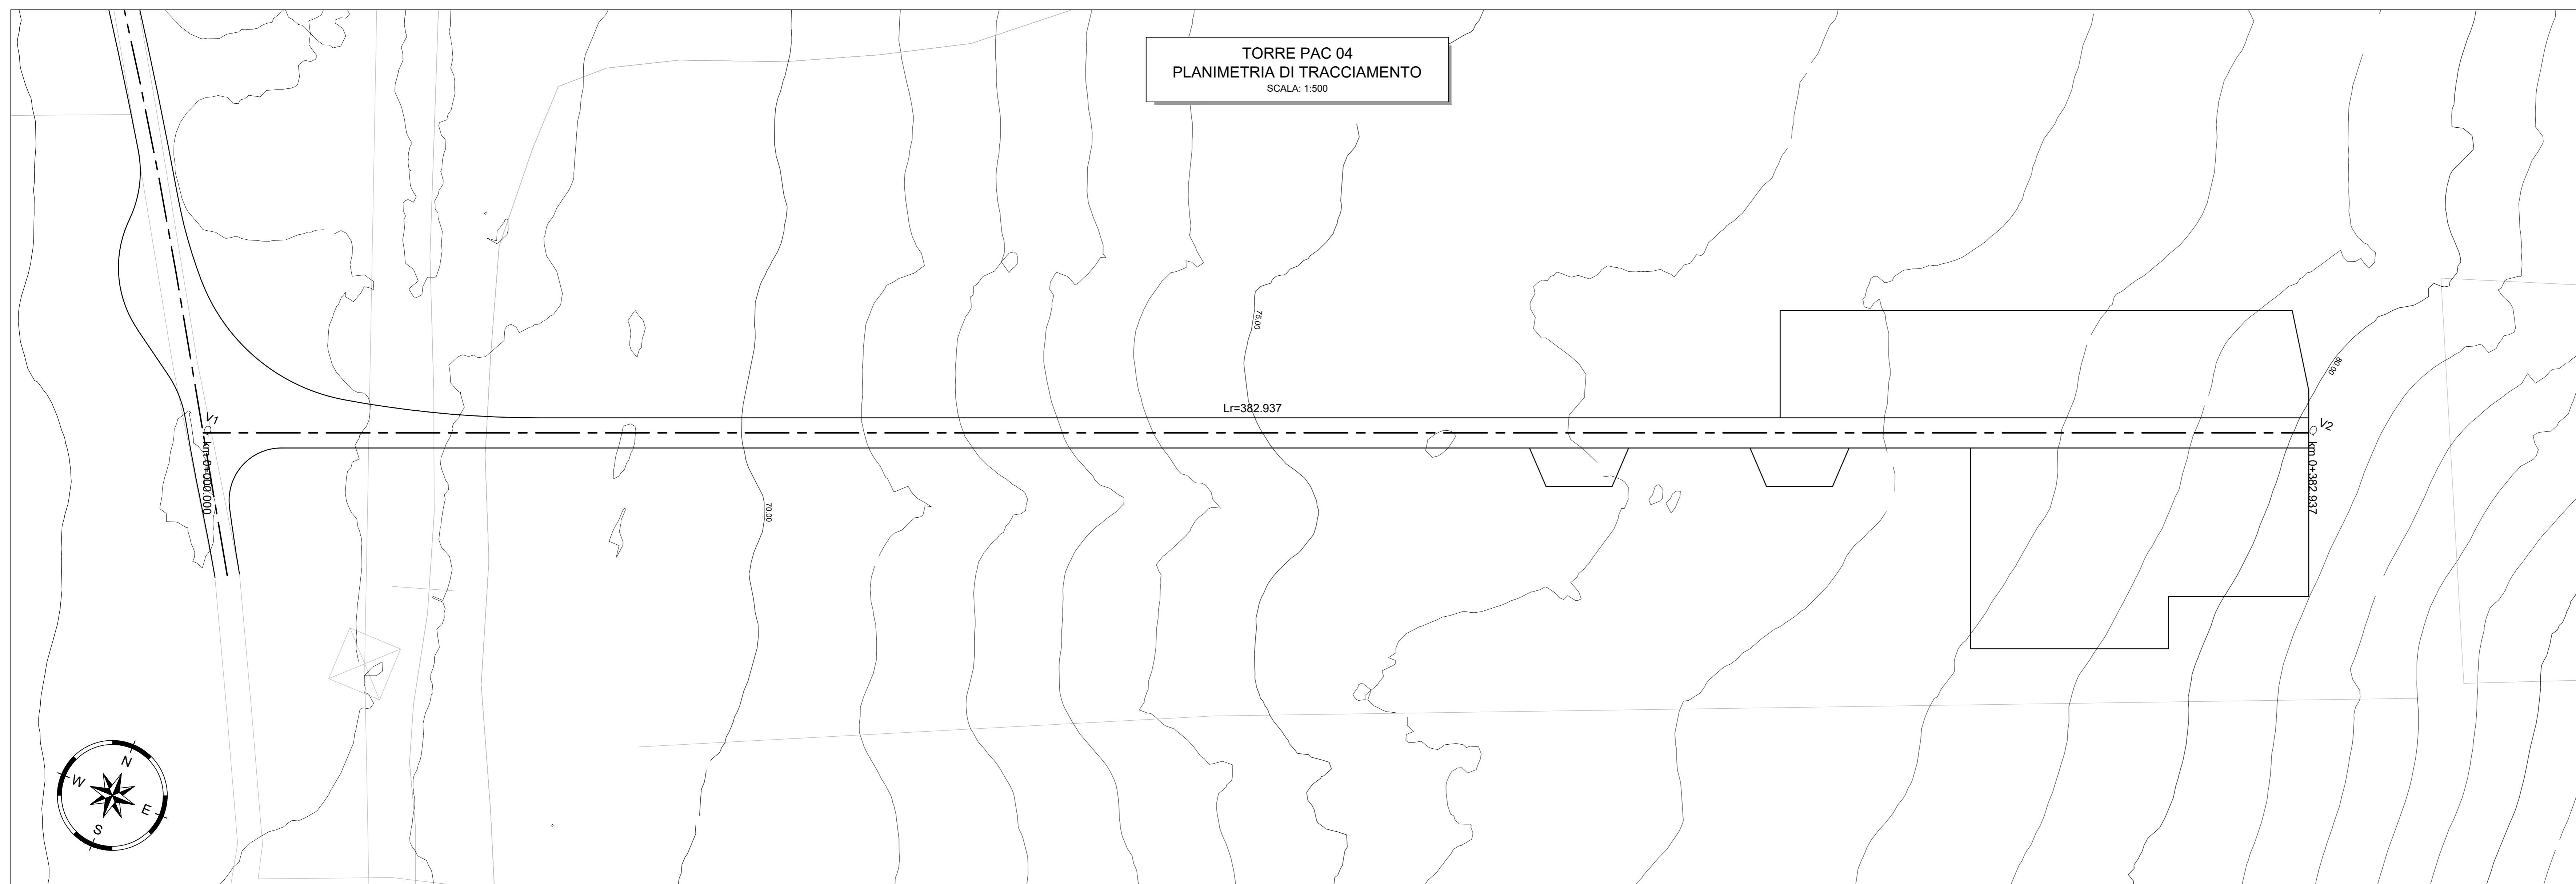 TORRE PAC 04
PLANIMETRIA DI TRACCIAMENTO
SCALA: 1:500
75.00
80.00
Lr=382.937
V1
V2
km 0+000.000
km 0+382.937
70.00
N
W
E
S